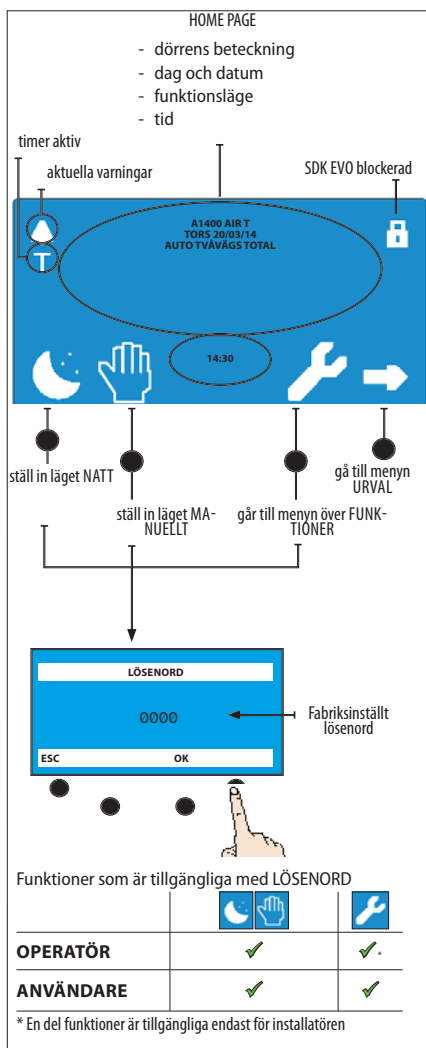 HOME PAGE
- dörrens beteckning
- dag och datum
- funktionsläge
- tid
timer aktiv
aktuella varningar
SDK EVO blockerad
A1400 AIR T
TORS 20/03/14
AUTO TVÅVÄGS TOTAL
T
14:30
ställ in läget NATT
gå till menyn
URVAL
ställ in läget MA-
NUELLT
går till menyn över FUNK-
TIONER
LÖSENORD
0000
Fabriksinställt
lösenord
ESC OK
Funktioner som är tillgängliga med LÖSENORD
OPERATÖR ✓ ✓*
ANVÄNDARE ✓ ✓
* En del funktioner är tillgängliga endast för installatören